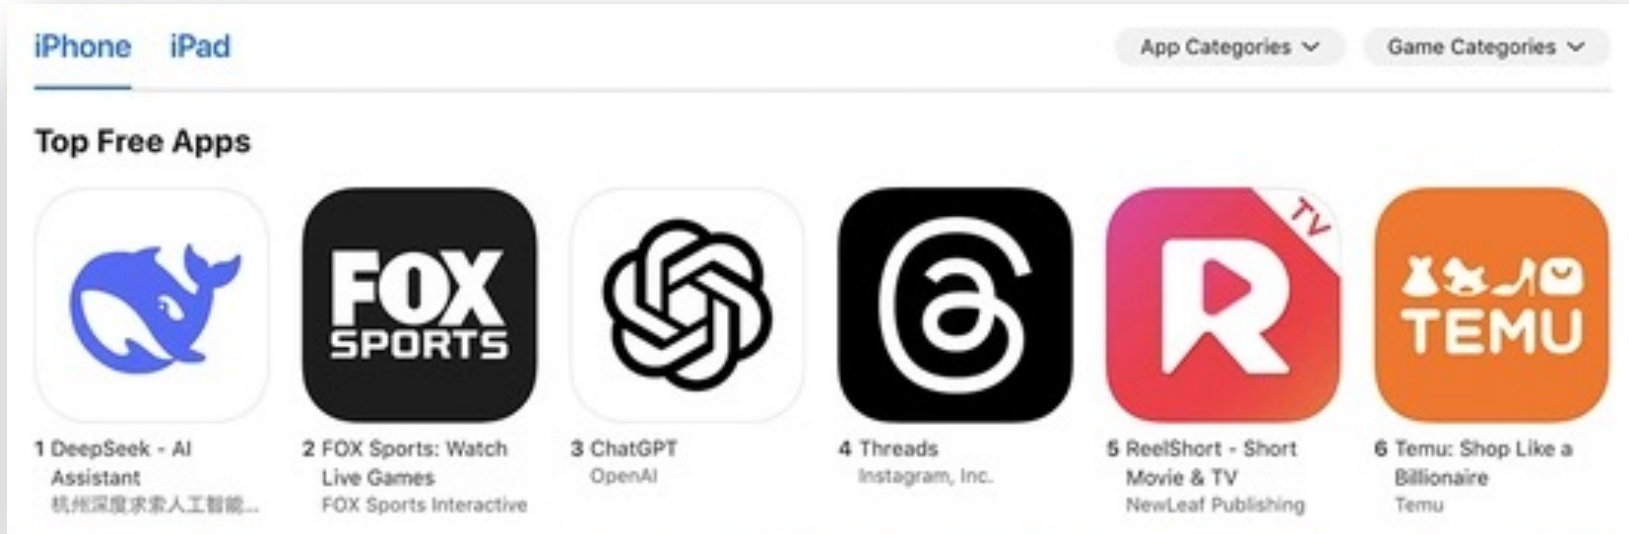 iPhone iPad App Categories Game Categories
Top Free Apps
TV
FOX
SPORTS
R
TEMU
1 DeepSeek - AI
Assistant
杭州深度求索人工智能...
2 FOX Sports: Watch
Live Games
FOX Sports Interactive
3 ChatGPT
OpenAI
4 Threads
Instagram, Inc.
5 ReelShort - Short
Movie & TV
NewLeaf Publishing
6 Temu: Shop Like a
Billionaire
Temu